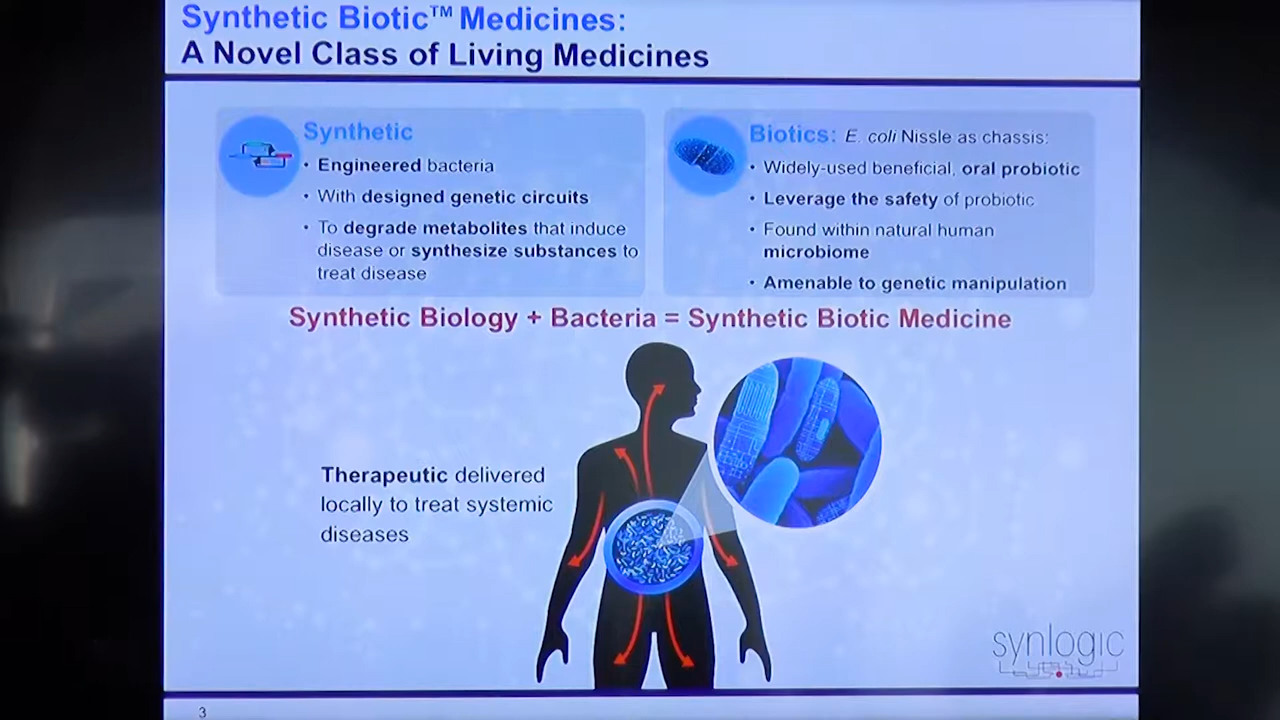 Synthetic Biotic™ Medicines:
A Novel Class of Living Medicines
Synthetic
• Engineered bacteria
• With designed genetic circuits
• To degrade metabolites that induce
disease or synthesize substances to
treat disease
Biotics: E. coli Nissle as chassis:
• Widely-used beneficial, oral probiotic
• Leverage the safety of probiotic
• Found within natural human
microbiome
• Amenable to genetic manipulation
Synthetic Biology + Bacteria = Synthetic Biotic Medicine
Therapeutic delivered
locally to treat systemic
diseases
synlogic
3